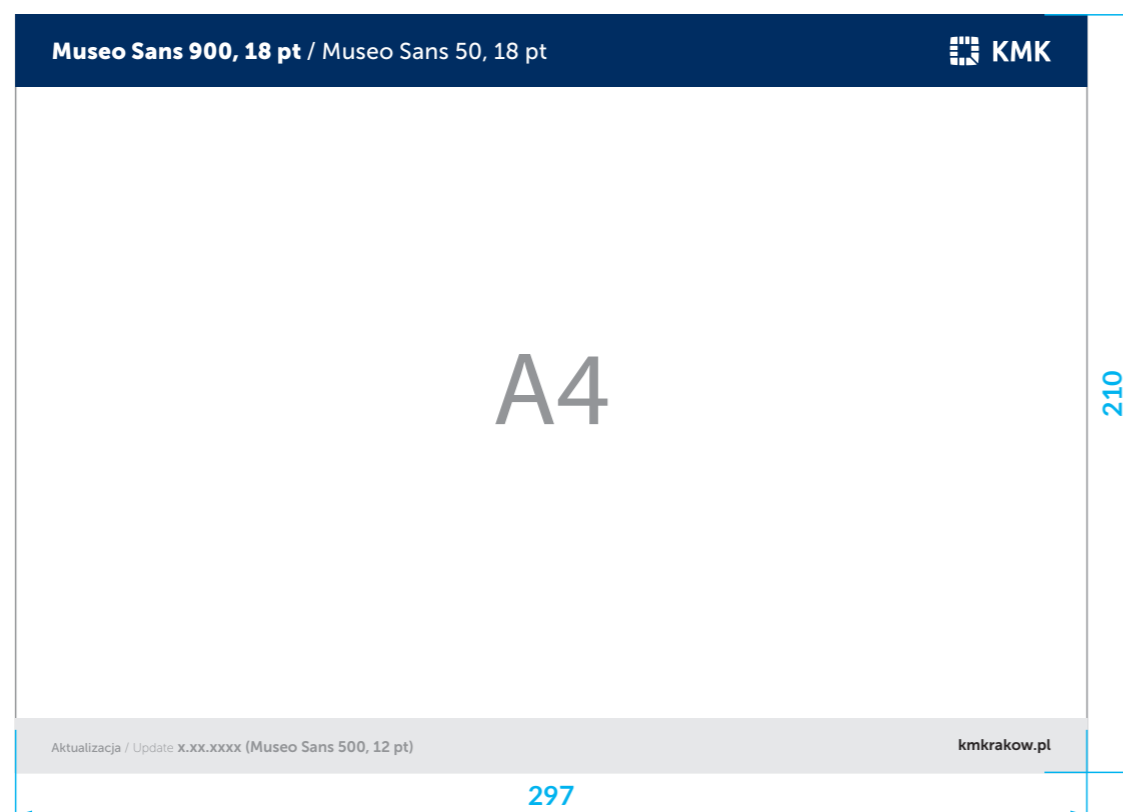 Museo Sans 900, 18 pt / Museo Sans 50, 18 pt
KMK
A4
210
Aktualizacja / Update x.xx.xxxx (Museo Sans 500, 12 pt)
kmkrakow.pl
297